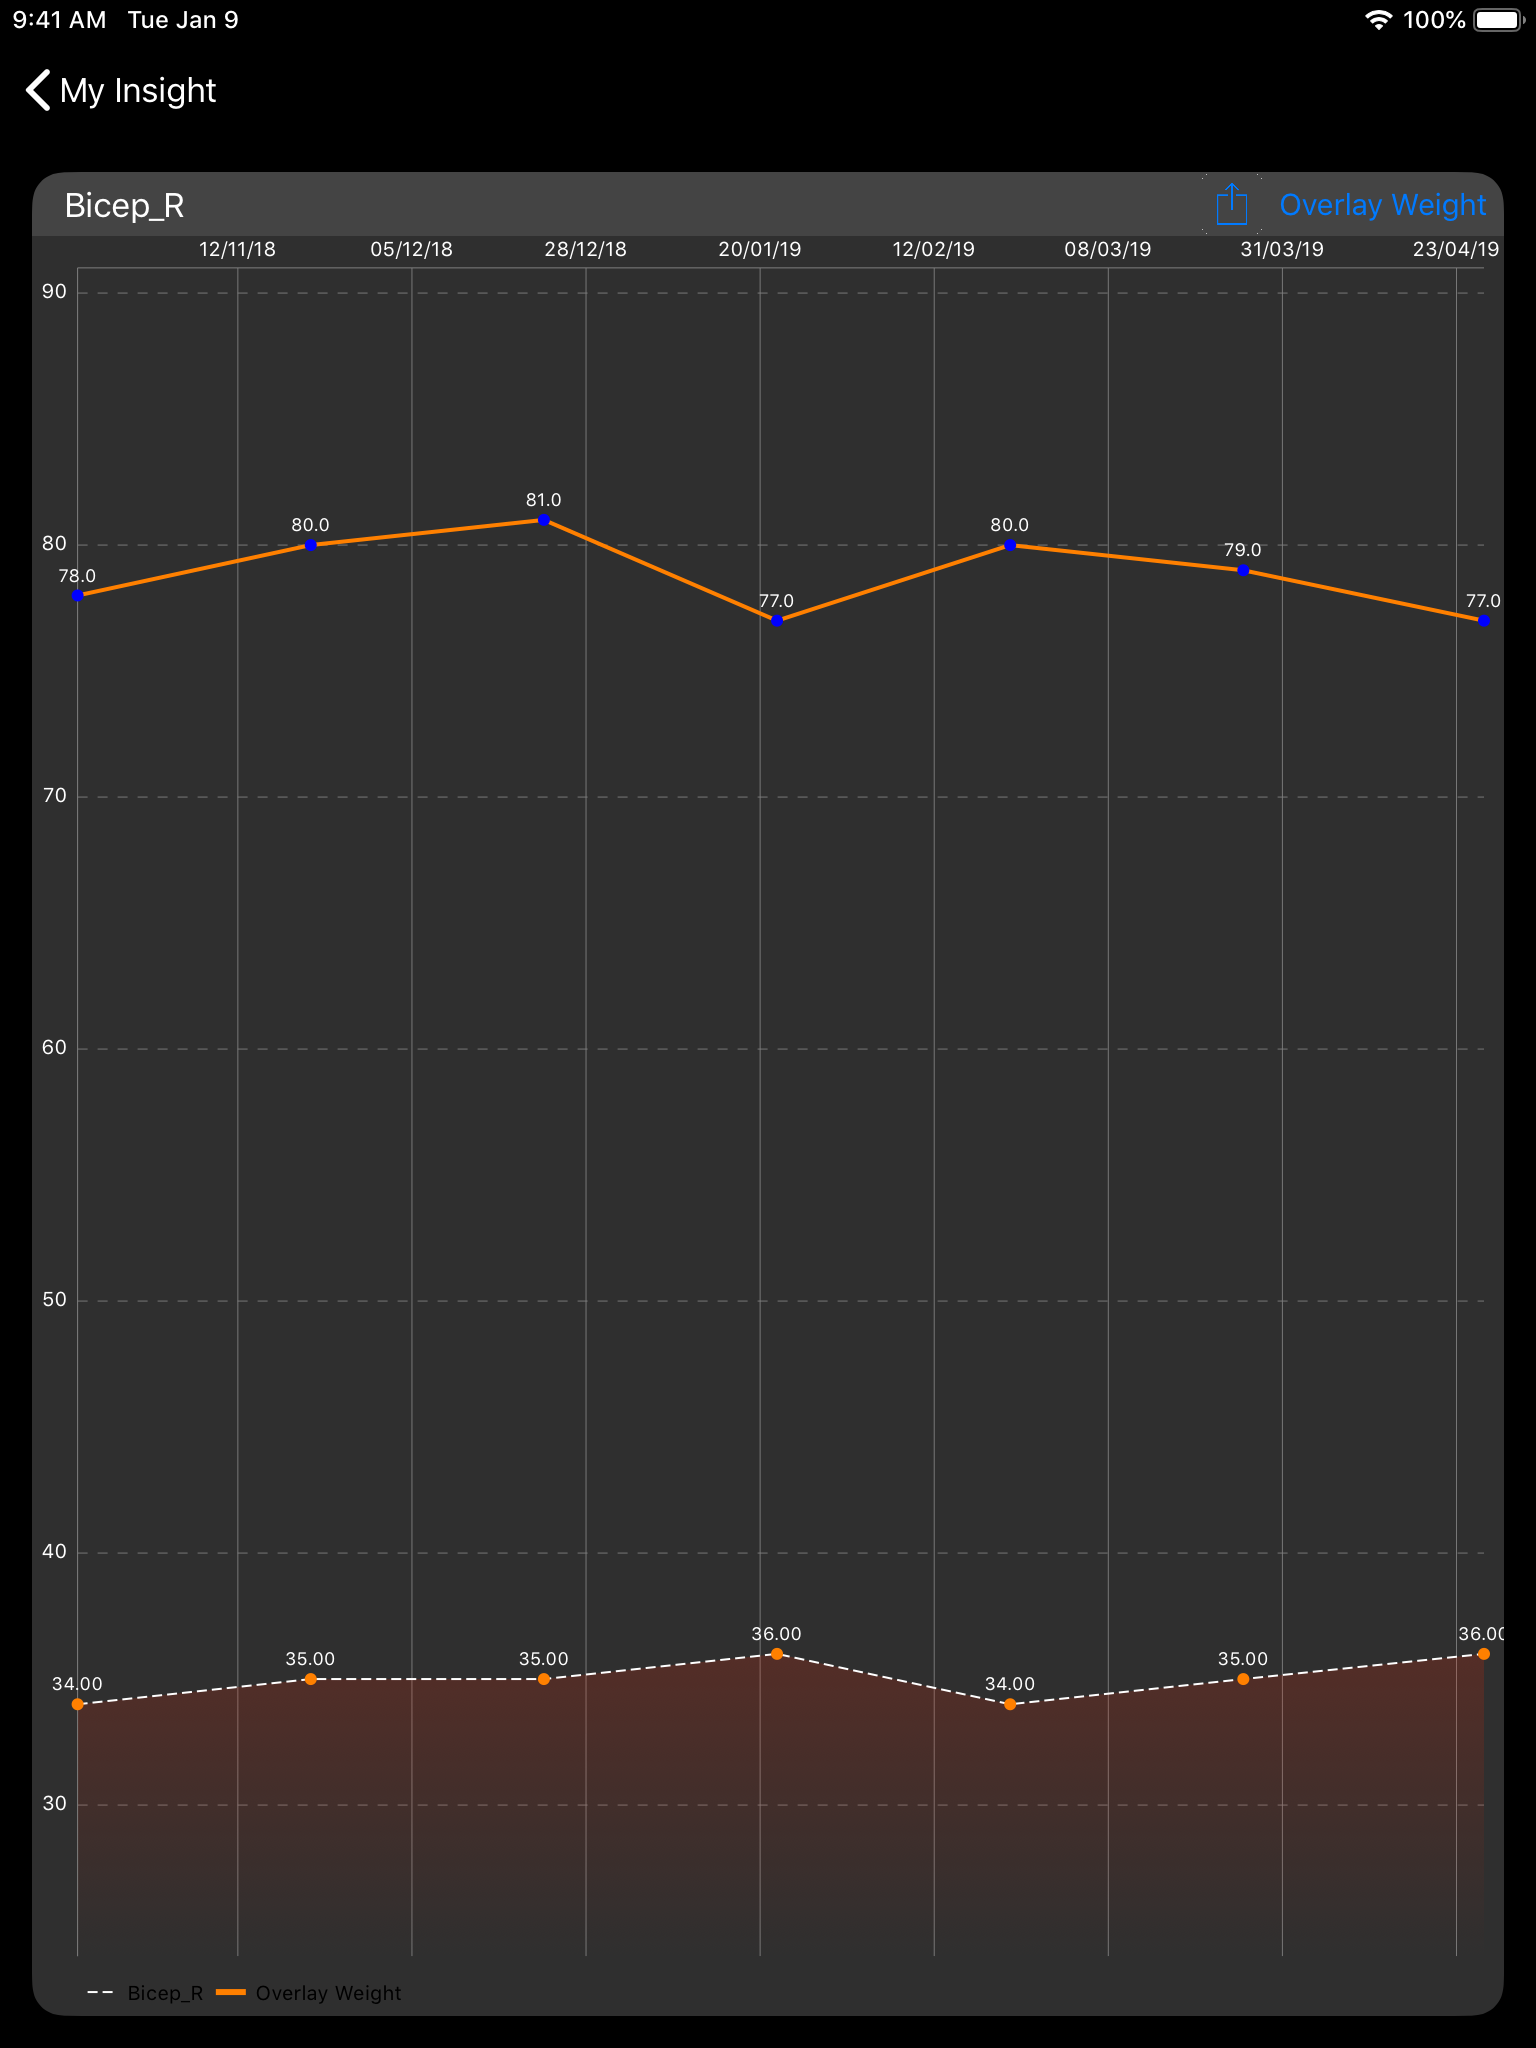 9:41 AM Tue Jan 9 100%
My Insight
Bicep_R Overlay Weight
12/11/18 05/12/18 28/12/18 20/01/19 12/02/19 08/03/19 31/03/19 23/04/19
90
81.0
80.0 80.0
80
79.0
78.0
77.0 77.0
70
60
50
40
36.00 36.00
35.00 35.00 35.00
34.00 34.00
30
Bicep_R Overlay Weight